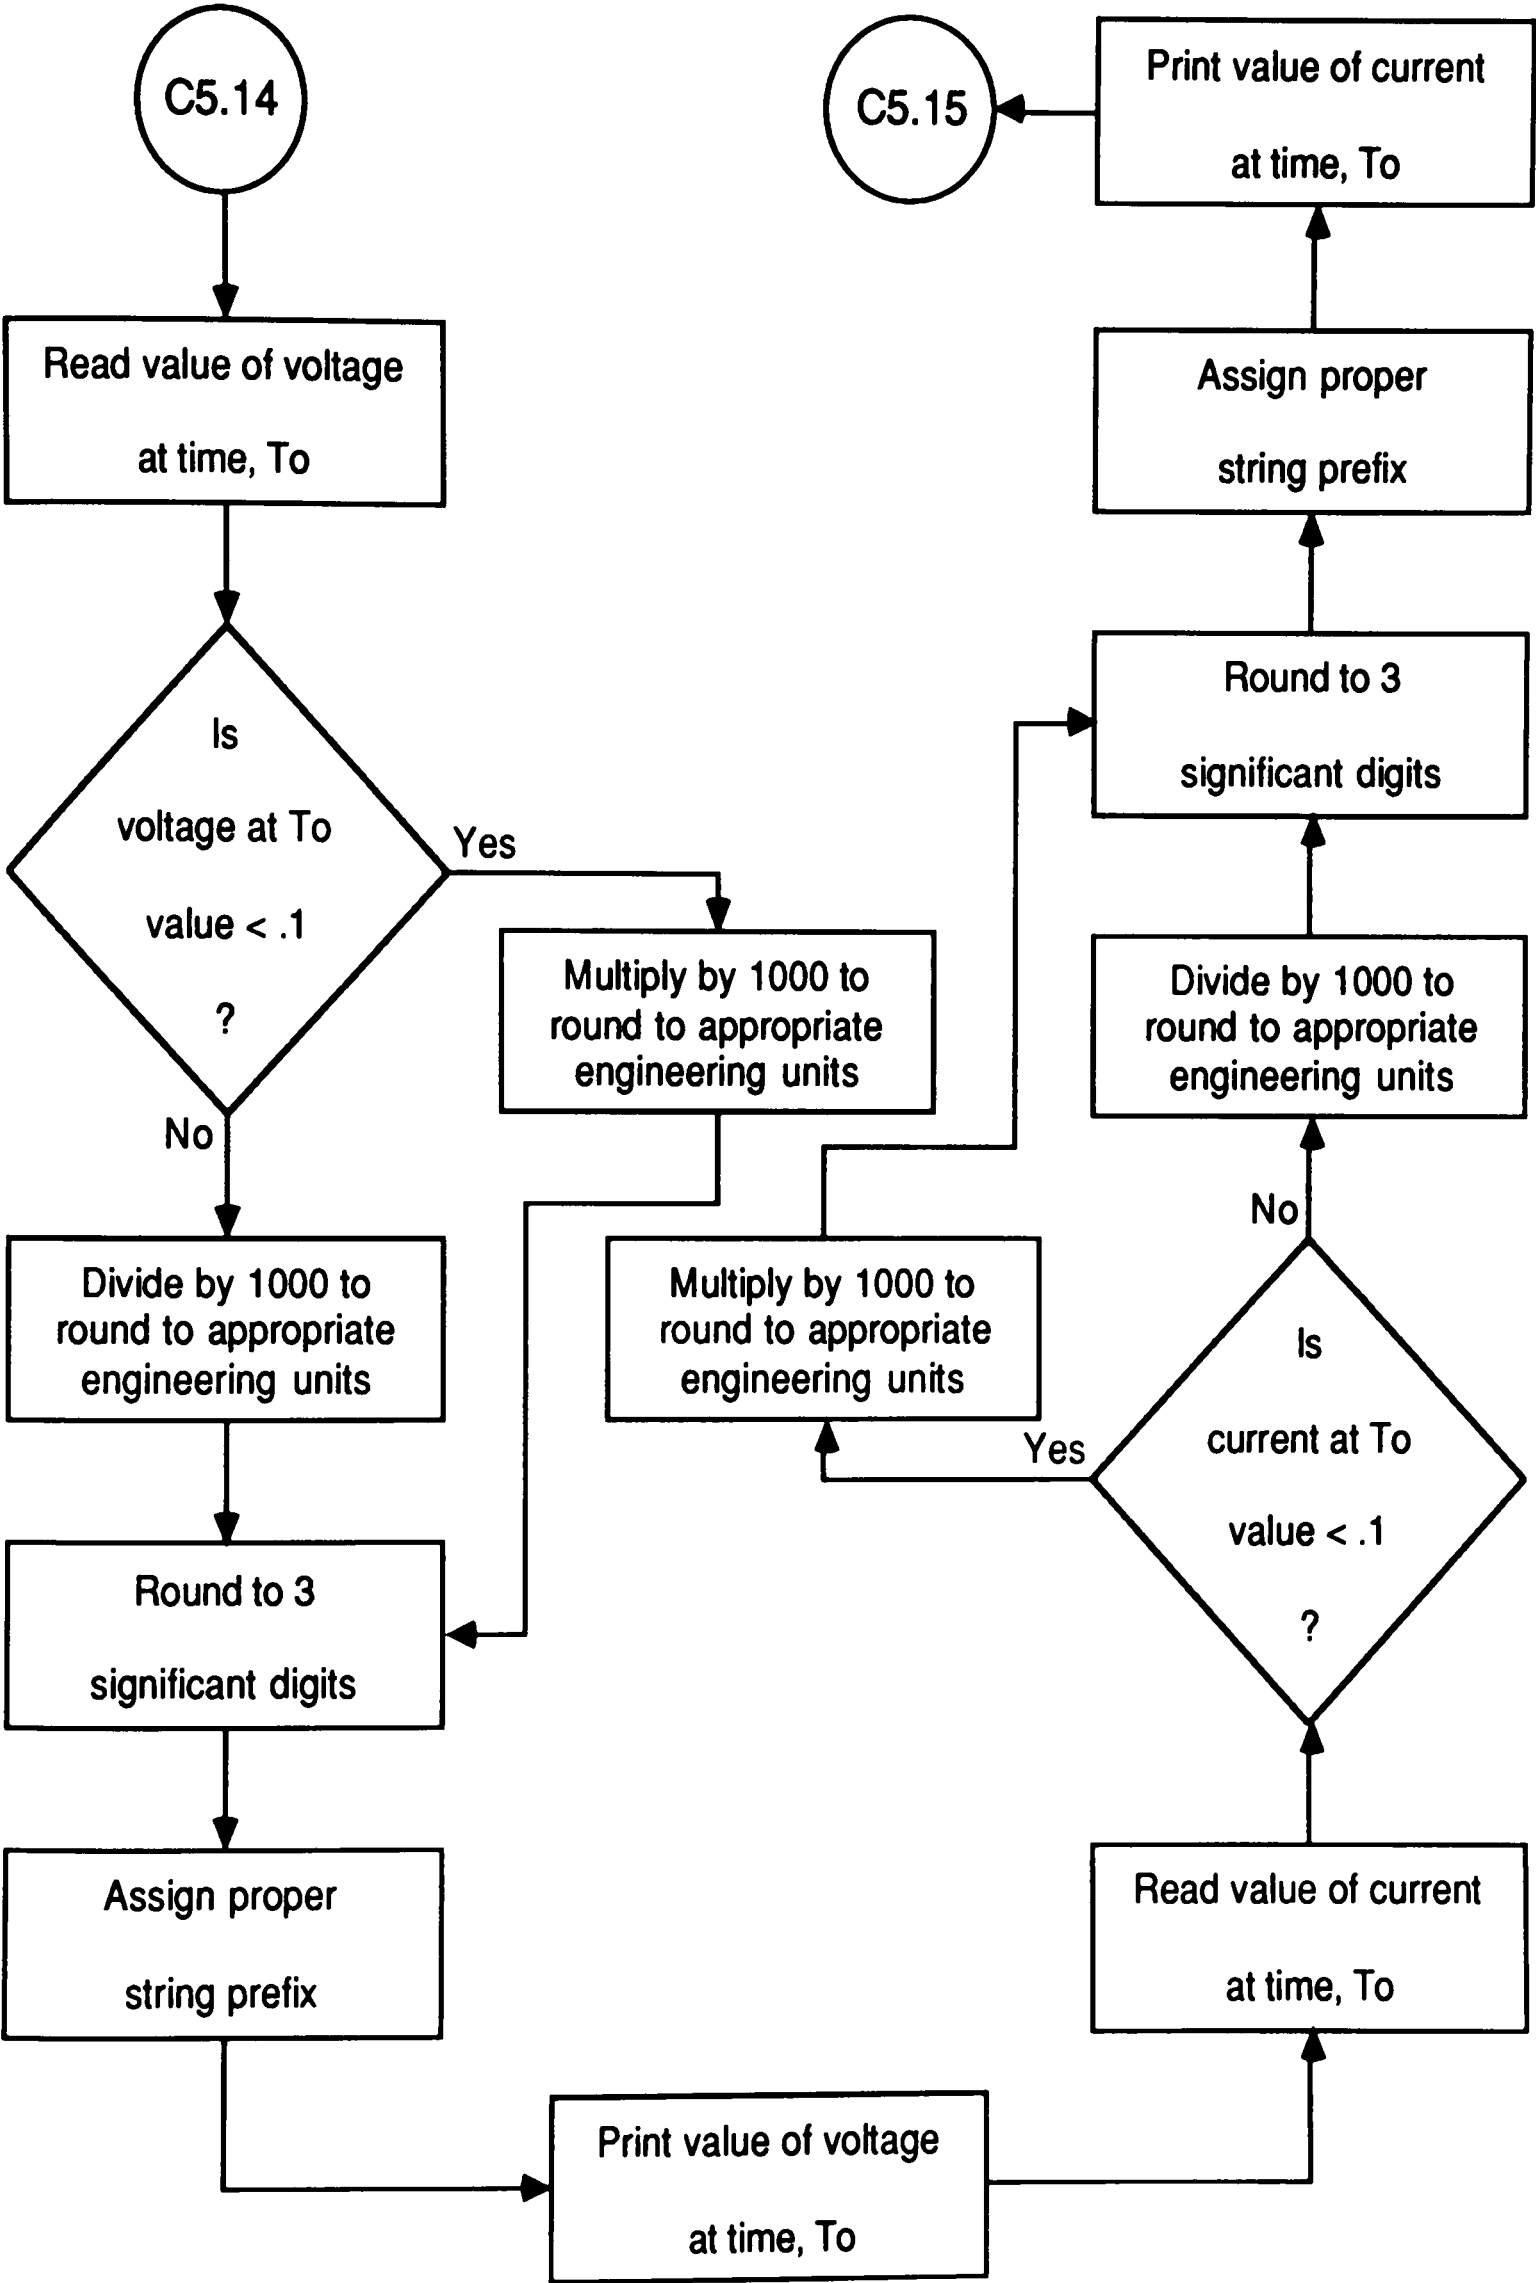 C5.14
Read value of voltage
at time, To
Is
voltage at To
value < .1
?
Yes
No
Multiply by 1000 to
round to appropriate
engineering units
Divide by 1000 to
round to appropriate
engineering units
Round to 3
significant digits
Assign proper
string prefix
Print value of voltage
at time, To
Read value of current
at time, To
Is
current at To
value < .1
?
Yes
No
Multiply by 1000 to
round to appropriate
engineering units
Divide by 1000 to
round to appropriate
engineering units
Round to 3
significant digits
Assign proper
string prefix
Print value of current
at time, To
C5.15